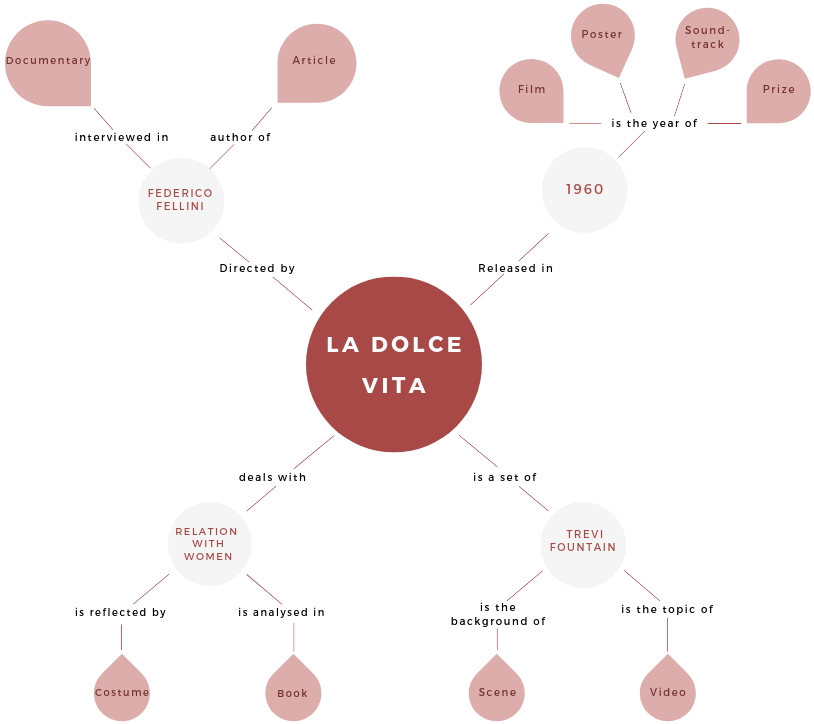 Poster
Sound-
track
Documentary
Article
Film
Prize
is the year of
interviewed in
author of
FEDERICO
FELLINI
1960
Directed by
Released in
LA DOLCE
VITA
deals with
is a set of
RELATION
WITH
WOMEN
TREVI
FOUNTAIN
is reflected by
is analysed in
is the
background of
is the topic of
Costume
Book
Scene
Video